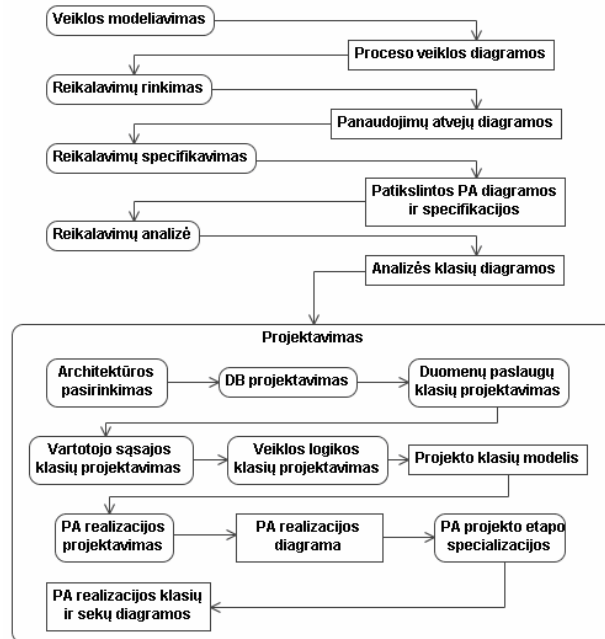 Veiklos modeliavimas
Proceso veiklos diagramos
Reikalavimų rinkimas
Panaudojimų atvejų diagramos
Reikalavimų specifikavimas
Patikslintos PA diagramos
ir specifikacijos
Reikalavimų analizė
Analizės klasių diagramos
Projektavimas
Architektūros
pasirinkimas
DB projektavimas
Duomenų paslaugų
klasių projektavimas
Vartotojo sąsajos
klasių projektavimas
Veiklos logikos
klasių projektavimas
Projekto klasių modelis
PA realizacijos
projektavimas
PA realizacijos
diagrama
PA projekto etapo
specializacijos
PA realizacijos klasių
ir sekų diagramos